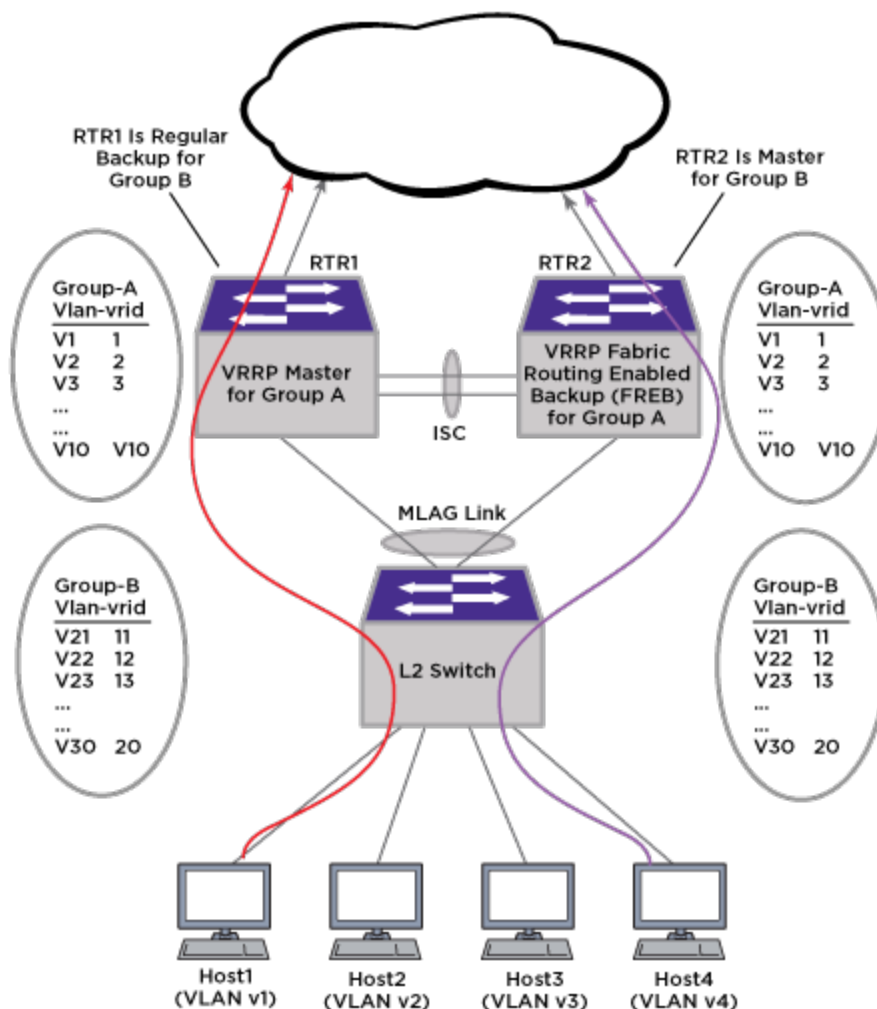 RTR1 Is Regular
Backup for
Group B
RTR2 Is Master
for Group B
RTR1
RTR2
Group-A
Vlan-vrid
V1 1
V2 2
V3 3
...
...
V10 V10
VRRP Master
for Group A
ISC
VRRP Fabric
Routing Enabled
Backup (FREB)
for Group A
Group-A
Vlan-vrid
V1 1
V2 2
V3 3
...
...
V10 V10
MLAG Link
Group-B
Vlan-vrid
V21 11
V22 12
V23 13
...
...
V30 20
L2 Switch
Group-B
Vlan-vrid
V21 11
V22 12
V23 13
...
...
V30 20
Host1
(VLAN v1)
Host2
(VLAN v2)
Host3
(VLAN v3)
Host4
(VLAN v4)